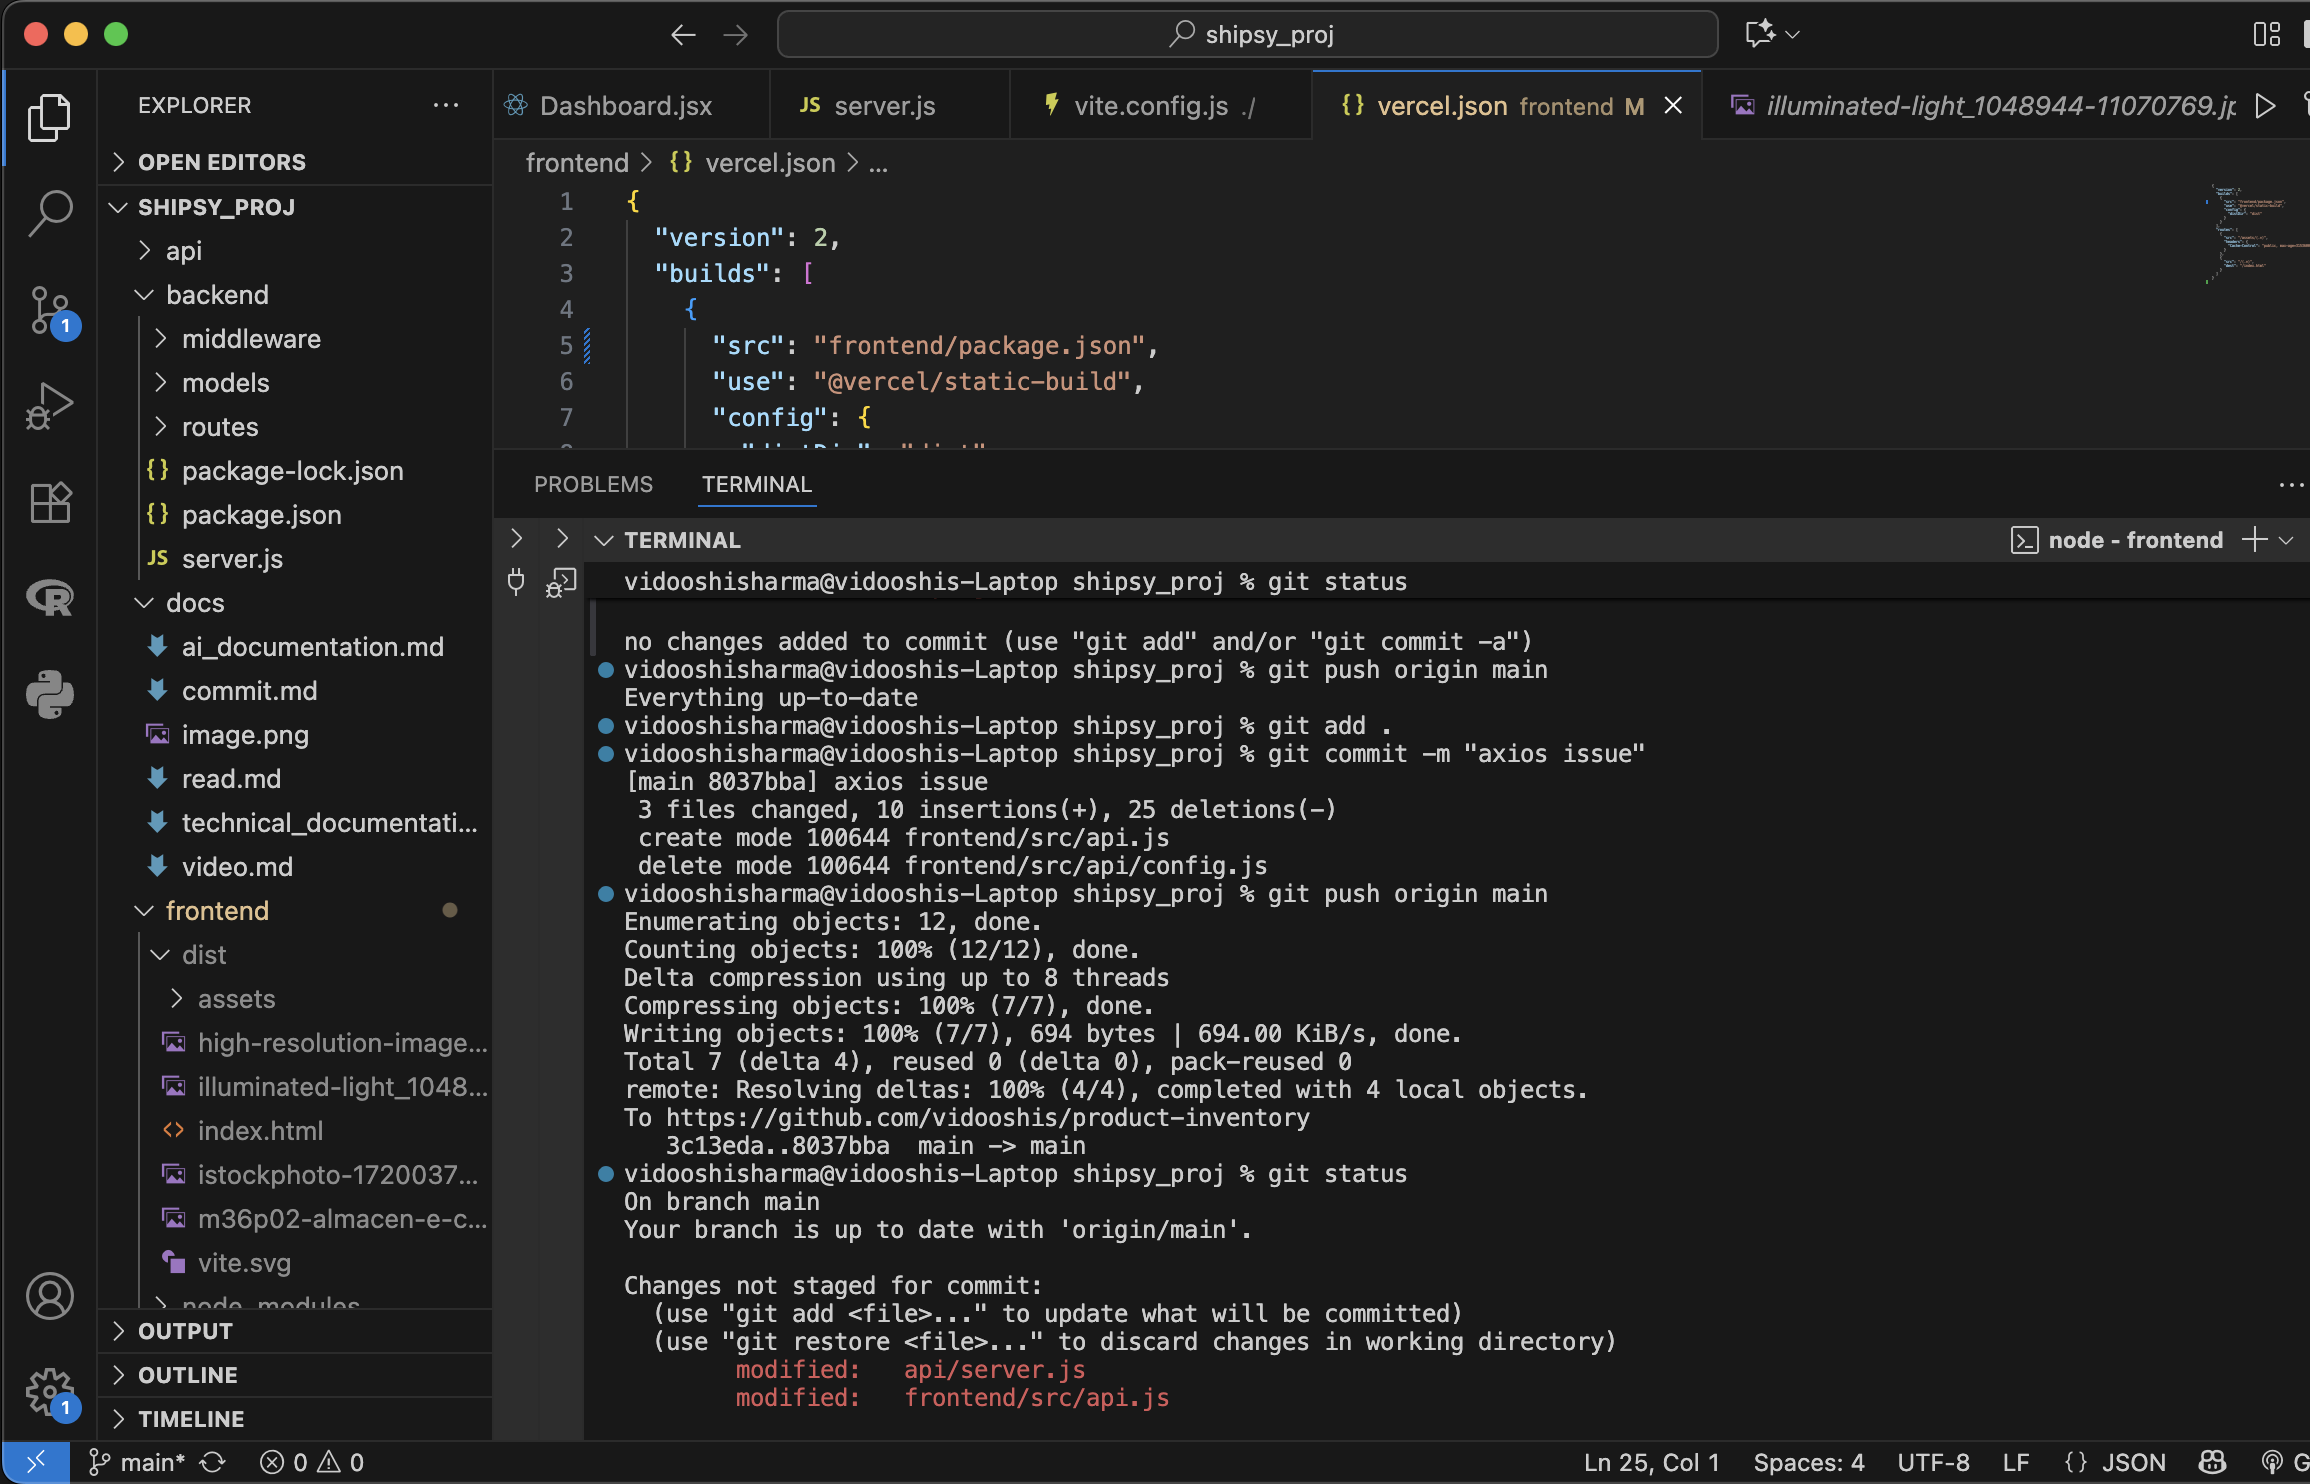 shipsy_proj
EXPLORER
OPEN EDITORS
SHIPSY_PROJ
api
backend
middleware
models
routes
package-lock.json
package.json
JS server.js
docs
ai_documentation.md
commit.md
image.png
read.md
technical_documentati...
video.md
frontend
dist
assets
high-resolution-image...
illuminated-light_1048...
index.html
istockphoto-1720037...
m36p02-almacen-e-c...
vite.svg
node_modules
OUTPUT
OUTLINE
TIMELINE
1
1
Dashboard.jsx
JS server.js
vite.config.js ./
{} vercel.json frontend M
illuminated-light_1048944-11070769.jp
frontend > {} vercel.json > ...
1 {
2 "version": 2,
3 "builds": [
4 {
5 "src": "frontend/package.json",
6 "use": "@vercel/static-build",
7 "config": {
PROBLEMS TERMINAL
TERMINAL
node - frontend
vidooshisharma@vidooshis-Laptop shipsy_proj % git status
no changes added to commit (use "git add" and/or "git commit -a")
vidooshisharma@vidooshis-Laptop shipsy_proj % git push origin main
Everything up-to-date
vidooshisharma@vidooshis-Laptop shipsy_proj % git add .
vidooshisharma@vidooshis-Laptop shipsy_proj % git commit -m "axios issue"
[main 8037bba] axios issue
3 files changed, 10 insertions(+), 25 deletions(-)
create mode 100644 frontend/src/api.js
delete mode 100644 frontend/src/api/config.js
vidooshisharma@vidooshis-Laptop shipsy_proj % git push origin main
Enumerating objects: 12, done.
Counting objects: 100% (12/12), done.
Delta compression using up to 8 threads
Compressing objects: 100% (7/7), done.
Writing objects: 100% (7/7), 694 bytes | 694.00 KiB/s, done.
Total 7 (delta 4), reused 0 (delta 0), pack-reused 0
remote: Resolving deltas: 100% (4/4), completed with 4 local objects.
To https://github.com/vidooshis/product-inventory
3c13eda..8037bba main -> main
vidooshisharma@vidooshis-Laptop shipsy_proj % git status
On branch main
Your branch is up to date with 'origin/main'.
Changes not staged for commit:
(use "git add <file>..." to update what will be committed)
(use "git restore <file>..." to discard changes in working directory)
modified: api/server.js
modified: frontend/src/api.js
main* 0 0
Ln 25, Col 1 Spaces: 4 UTF-8 LF {} JSON G